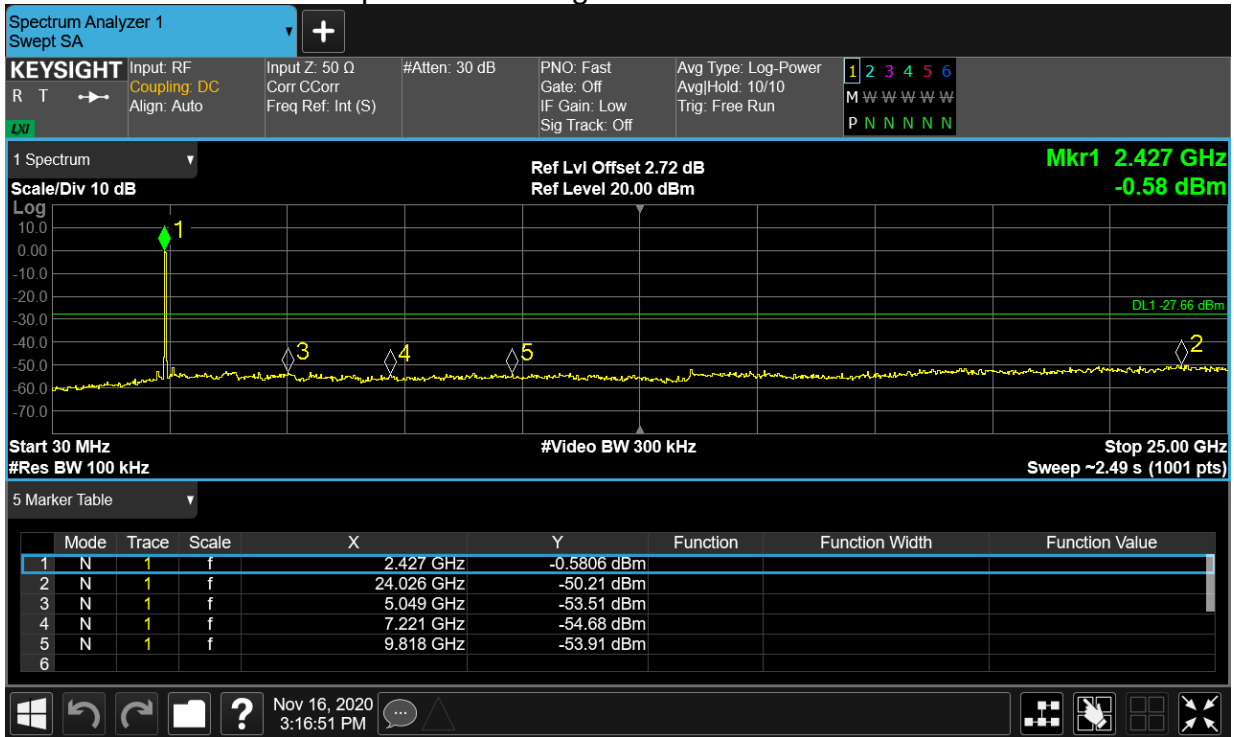 Spectrum Analyzer 1
Swept SA
+
KEYSIGHT
R T
LXI
Input: RF
Coupling: DC
Align: Auto
Input Z: 50 Ω
Corr CCorr
Freq Ref: Int (S)
#Atten: 30 dB
PNO: Fast
Gate: Off
IF Gain: Low
Sig Track: Off
Avg Type: Log-Power
Avg|Hold: 10/10
Trig: Free Run
1 2 3 4 5 6
M W W W W W
P N N N N N
1 Spectrum
Scale/Div 10 dB
Ref Lvl Offset 2.72 dB
Ref Level 20.00 dBm
Mkr1 2.427 GHz
-0.58 dBm
Log
10.0
0.00
-10.0
-20.0
-30.0
-40.0
-50.0
-60.0
-70.0
1
3
4
5
2
DL1 -27.66 dBm
Start 30 MHz
#Res BW 100 kHz
#Video BW 300 kHz
Stop 25.00 GHz
Sweep ~2.49 s (1001 pts)
5 Marker Table
Mode Trace Scale X Y Function Function Width Function Value
1 N 1 f 2.427 GHz -0.5806 dBm
2 N 1 f 24.026 GHz -50.21 dBm
3 N 1 f 5.049 GHz -53.51 dBm
4 N 1 f 7.221 GHz -54.68 dBm
5 N 1 f 9.818 GHz -53.91 dBm
6
?
Nov 16, 2020
3:16:51 PM